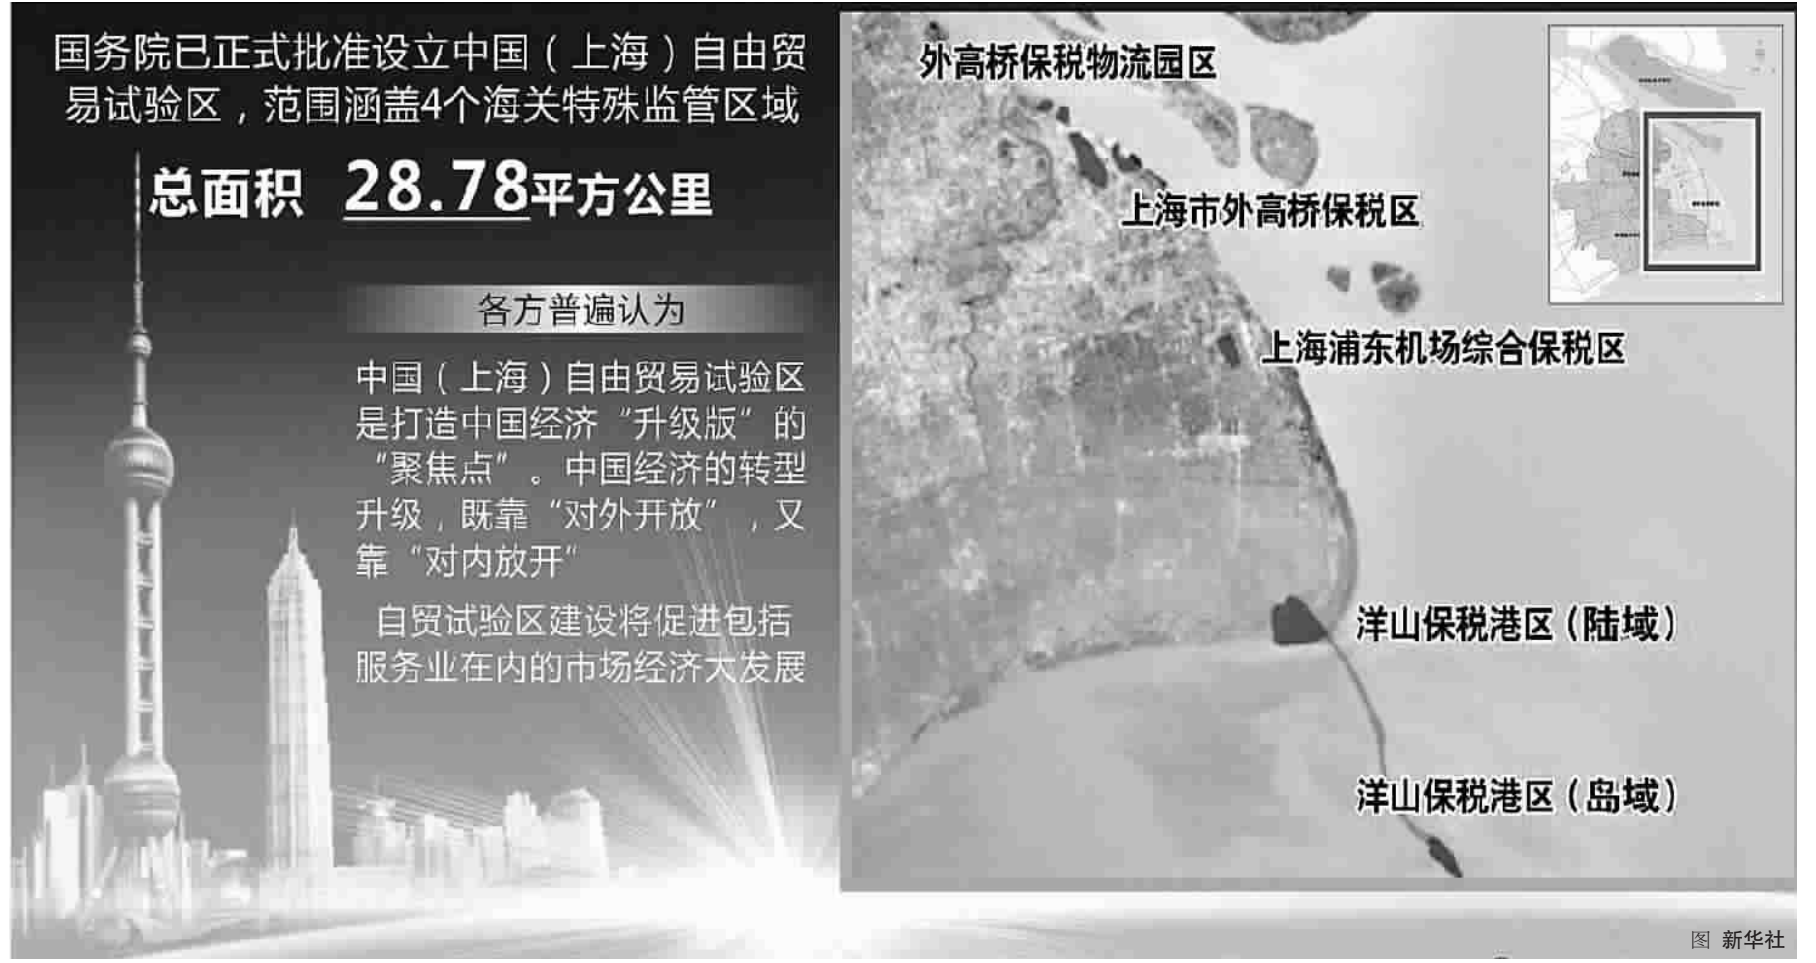 国务院已正式批准设立中国（上海）自由贸
易试验区，范围涵盖4个海关特殊监管区域
总面积 28.78平方公里
各方普遍认为
中国（上海）自由贸易试验区
是打造中国经济“升级版”的
“聚焦点”。中国经济的转型
升级，既靠“对外开放”，又
靠“对内放开“
自贸试验区建设将促进包括
服务业在内的市场经济大发展
外高桥保税物流园区
上海市外高桥保税区
上海浦东机场综合保税区
洋山保税港区（陆域）
洋山保税港区（岛域）
图 新华社